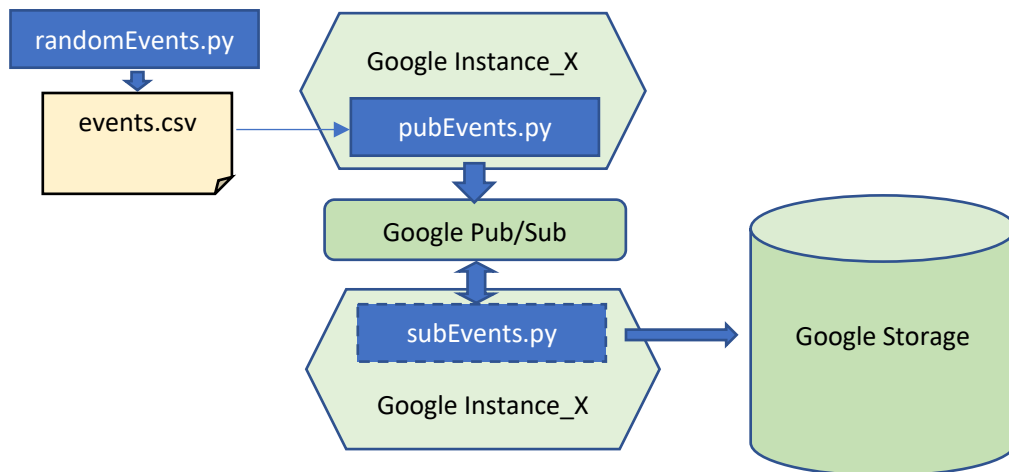 randomEvents.py
events.csv
Google Instance_X
pubEvents.py
Google Pub/Sub
subEvents.py
Google Instance_X
Google Storage